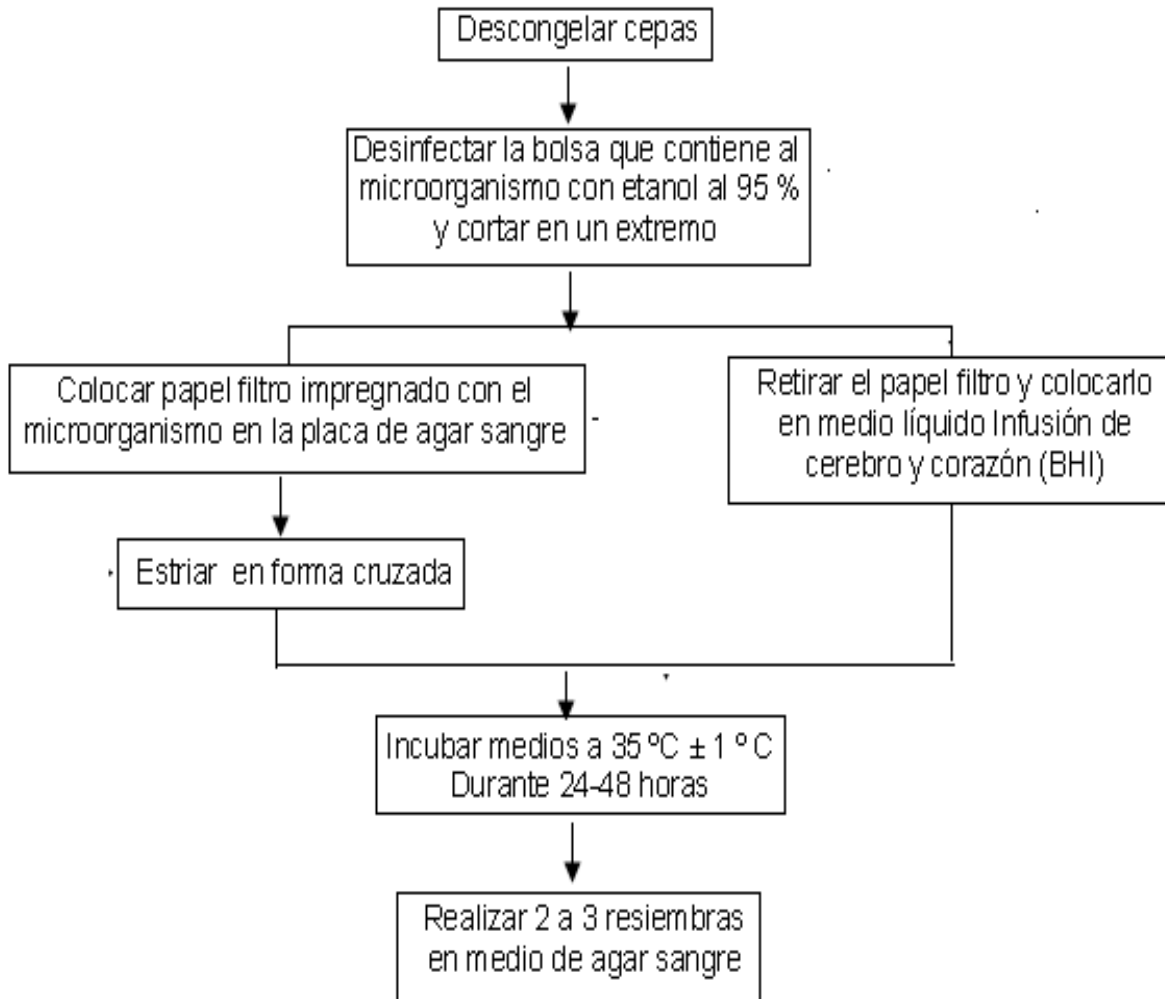 Descongelar cepas
Desinfectar la bolsa que contiene al
microorganismo con etanol al 95 %
y cortar en un extremo
Colocar papel filtro impregnado con el
microorganismo en la placa de agar sangre
Retirar el papel filtro y colocarlo
en medio líquido Infusión de
cerebro y corazón (BHI)
Estriar en forma cruzada
Incubar medios a 35 ºC ± 1 º C
Durante 24-48 horas
Realizar 2 a 3 resiembras
en medio de agar sangre